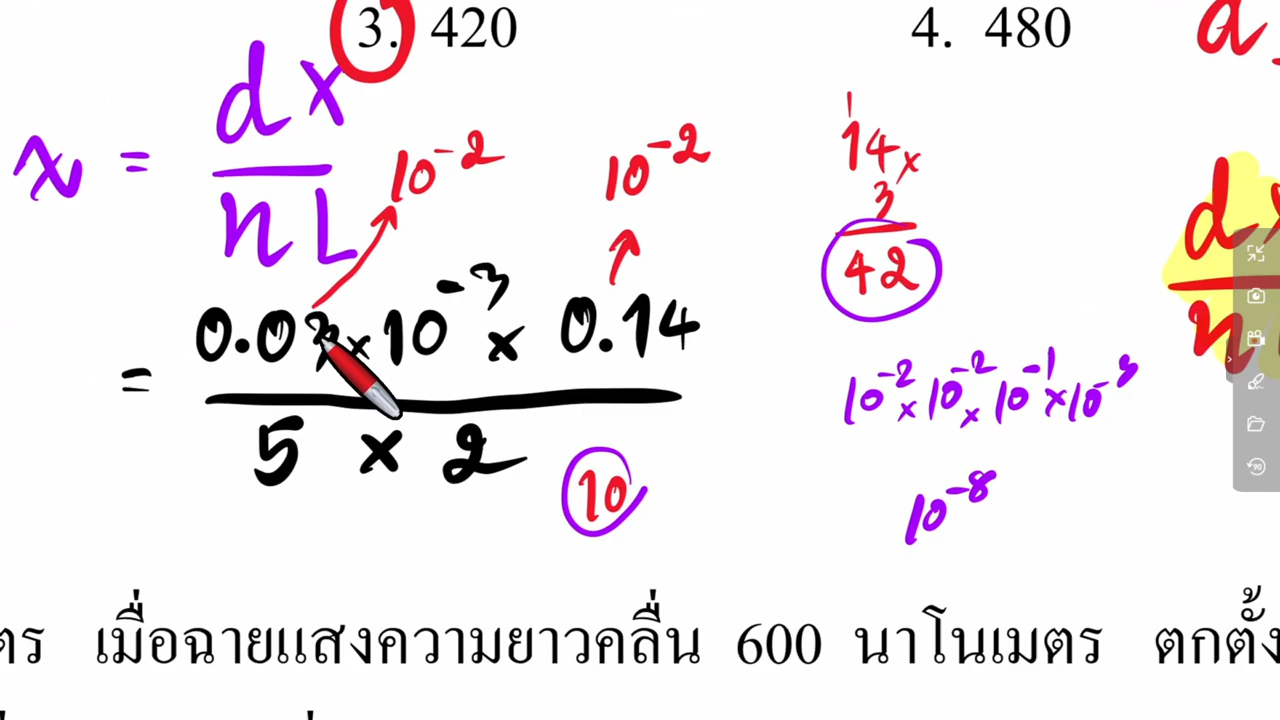 3. 420
4. 480
λ = dx / nL
10⁻²
10⁻²
14 x
3
42
1
= 0.03 x 10⁻³ x 0.14 / 5 x 2
10
10⁻² x 10⁻² x 10⁻¹ x 10⁻³
10⁻⁸
d
n
ตร เมื่อฉายแสงความยาวคลื่น 600 นาโนเมตร ตกตั้ง